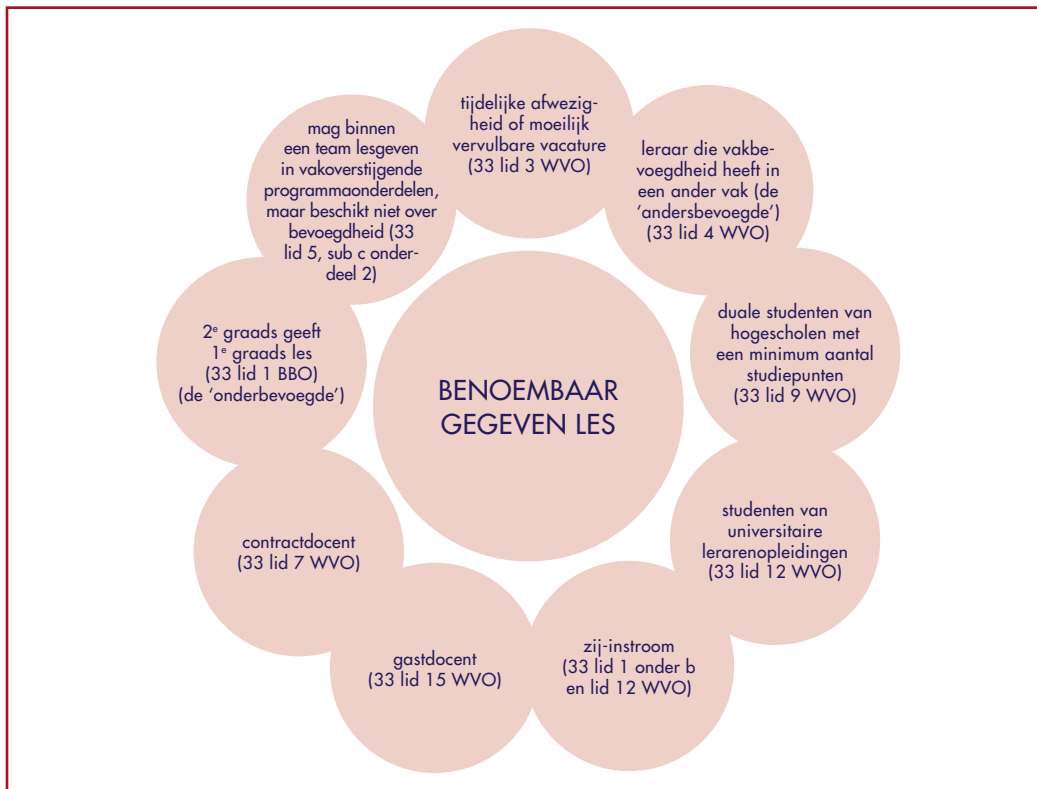 tijdelijke afwezig-
heid of moeilijk
vervulbare vacature
(33 lid 3 WVO)
leraar die vakbe-
voegdheid heeft in
een ander vak (de
‘andersbevoegde’)
(33 lid 4 WVO)
duale studenten van
hogescholen met
een minimum aantal
studiepunten
(33 lid 9 WVO)
studenten van
universitaire
lerarenopleidingen
(33 lid 12 WVO)
zij-instroom
(33 lid 1 onder b
en lid 12 WVO)
gastdocent
(33 lid 15 WVO)
contractdocent
(33 lid 7 WVO)
2e graads geeft
1e graads les
(33 lid 1 BBO)
(de ‘onderbevoegde’)
mag binnen
een team lesgeven
in vakoverstijgende
programmaonderdelen,
maar beschikt niet over
bevoegdheid (33
lid 5, sub c onder-
deel 2)
BENOEMBAAR
GEGEVEN LES